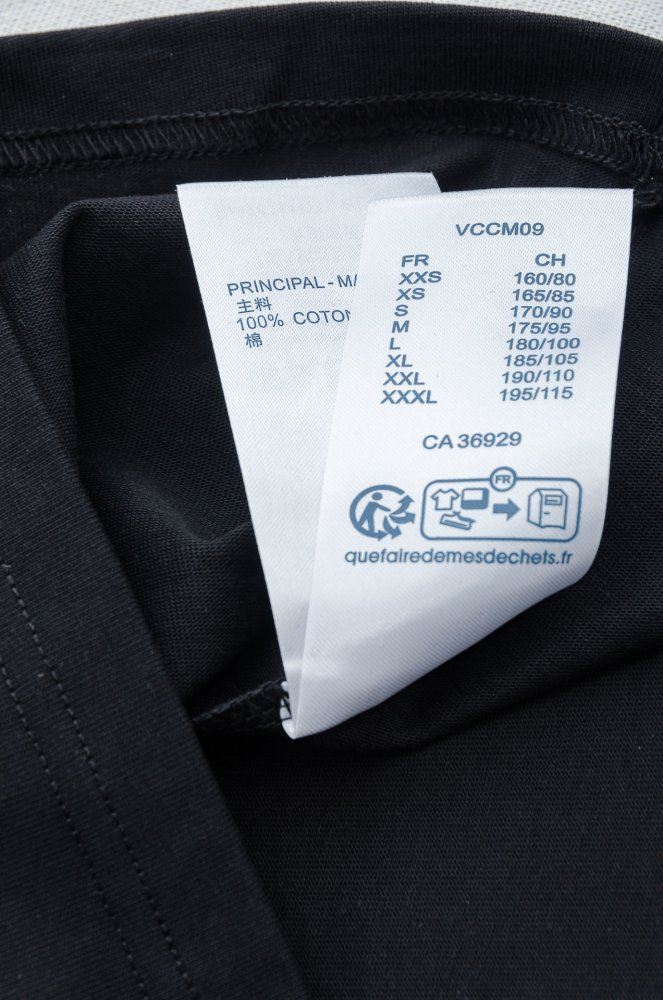 PRINCIPAL - MA
主料
100% COTON
棉
VCCM09
FR CH
XXS 160/80
XS 165/85
S 170/90
M 175/95
L 180/100
XL 185/105
XXL 190/110
XXXL 195/115
CA 36929
FR
quefairedemesdechets.fr